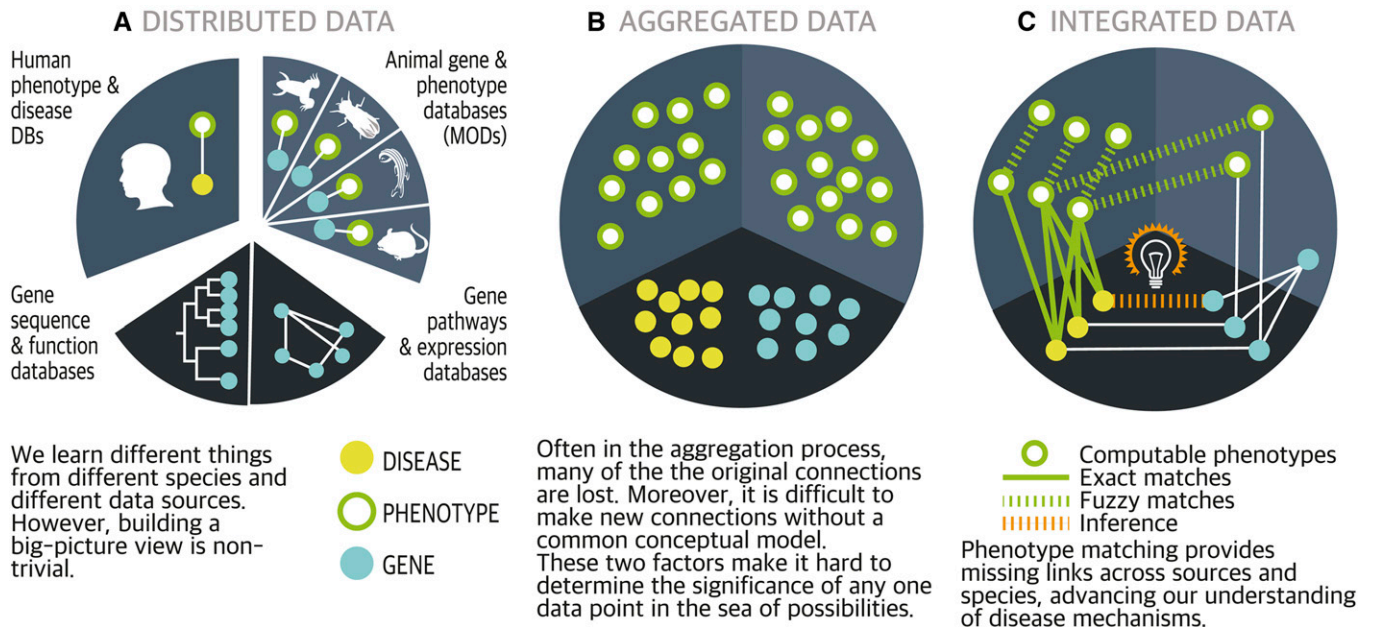 A DISTRIBUTED DATA
Human
phenotype &
disease
DBs
Animal gene &
phenotype
databases
(MODs)
Gene
sequence
& function
databases
Gene
pathways
& expression
databases
We learn different things
from different species and
different data sources.
However, building a
big-picture view is non-
trivial.
DISEASE
PHENOTYPE
GENE
B AGGREGATED DATA
Often in the aggregation process,
many of the the original connections
are lost. Moreover, it is difficult to
make new connections without a
common conceptual model.
These two factors make it hard to
determine the significance of any one
data point in the sea of possibilities.
C INTEGRATED DATA
Computable phenotypes
Exact matches
Fuzzy matches
Inference
Phenotype matching provides
missing links across sources and
species, advancing our understanding
of disease mechanisms.